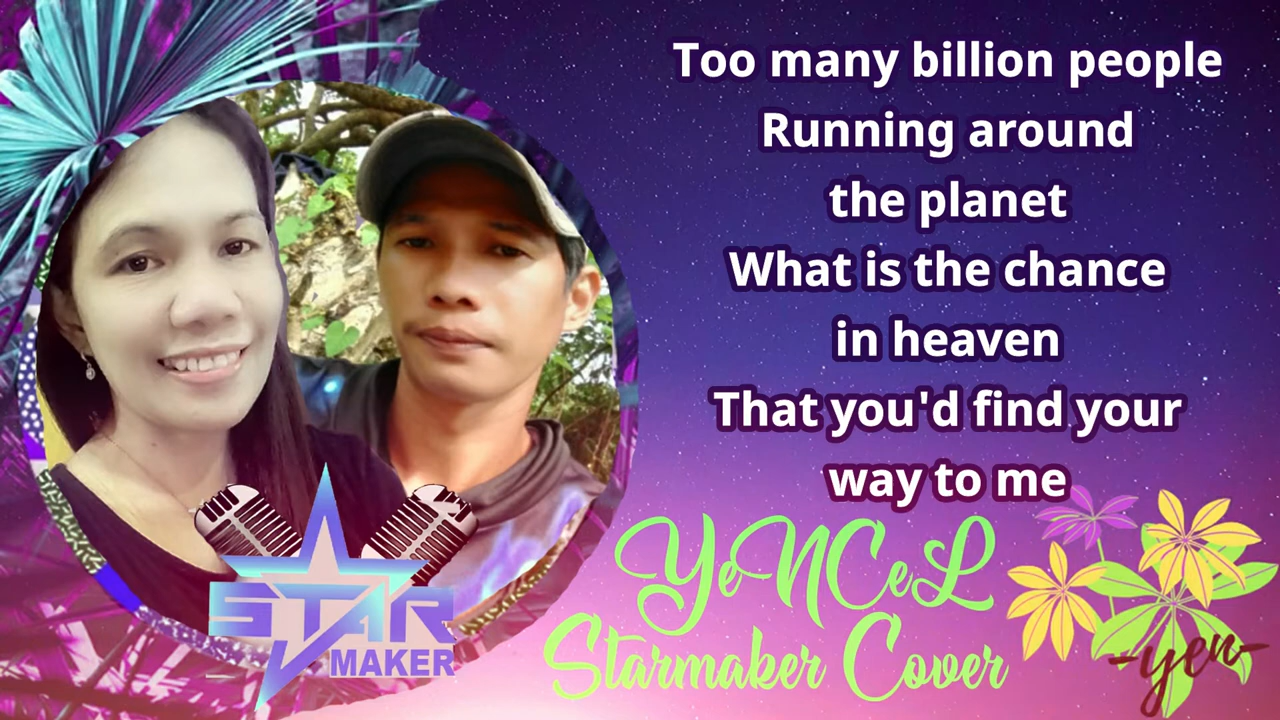 Too many billion people
Running around
the planet
What is the chance
in heaven
That you'd find your
way to me
YeNCeL
Starmaker Cover
-yen-
STAR
MAKER